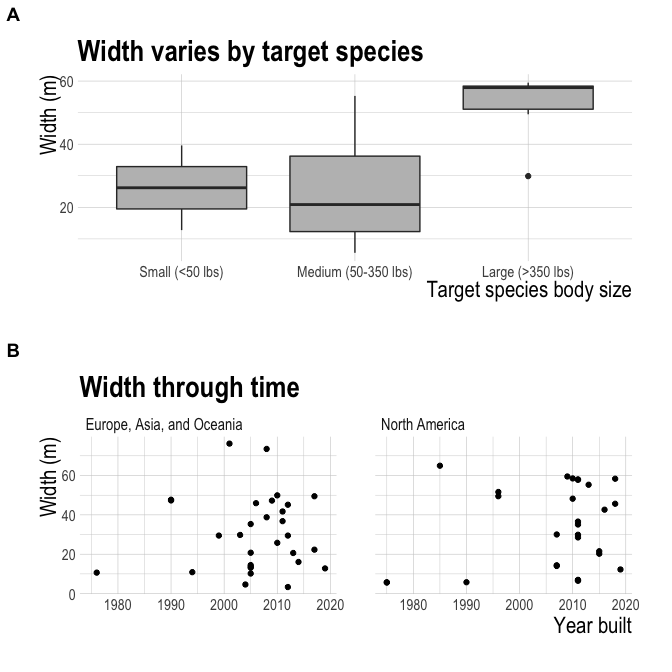 A
Width varies by target species
Width (m)
60
40
20
Small (<50 lbs) Medium (50-350 lbs) Large (>350 lbs)
Target species body size
B
Width through time
Europe, Asia, and Oceania North America
Width (m)
60
40
20
0
1980 1990 2000 2010 2020 1980 1990 2000 2010 2020
Year built